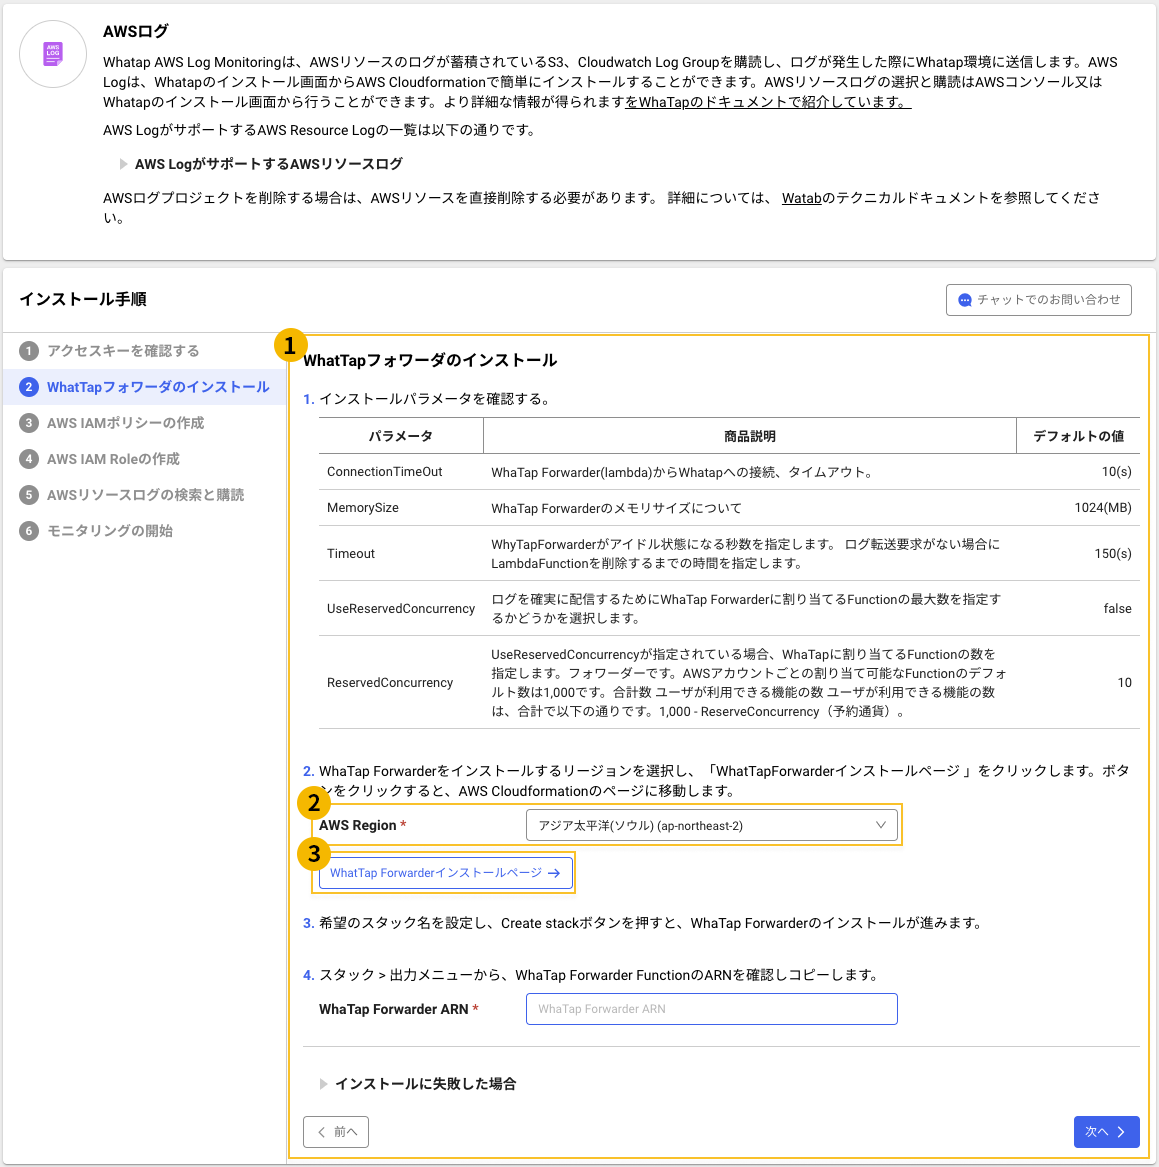 AWS
LOG
AWSログ
Whatap AWS Log Monitoringは、AWSリソースのログが蓄積されているS3、Cloudwatch Log Groupを購読し、ログが発生した際にWhatap環境に送信します。AWS
Logは、Whatapのインストール画面からAWS Cloudformationで簡単にインストールすることができます。AWSリソースログの選択と購読はAWSコンソール又は
Whatapのインストール画面から行うことができます。より詳細な情報が得られますをWhaTapのドキュメントで紹介しています。
AWS LogがサポートするAWS Resource Logの一覧は以下の通りです。
AWS LogがサポートするAWSリソースログ
AWSログプロジェクトを削除する場合は、AWSリソースを直接削除する必要があります。 詳細については、 Watabのテクニカルドキュメントを参照してくださ
い。
インストール手順
チャットでのお問い合わせ
1 アクセスキーを確認する
2 WhatTapフォワーダのインストール
3 AWS IAMポリシーの作成
4 AWS IAM Roleの作成
5 AWSリソースログの検索と購読
6 モニタリングの開始
1
WhatTapフォワーダのインストール
1. インストールパラメータを確認する。
パラメータ 商品説明 デフォルトの値
ConnectionTimeOut WhaTap Forwarder(lambda)からWhatapへの接続、タイムアウト。 10(s)
MemorySize WhaTap Forwarderのメモリサイズについて 1024(MB)
Timeout WhyTapForwarderがアイドル状態になる秒数を指定します。 ログ転送要求がない場合に 150(s)
LambdaFunctionを削除するまでの時間を指定します。
UseReservedConcurrency ログを確実に配信するためにWhaTap Forwarderに割り当てるFunctionの最大数を指定す false
るかどうかを選択します。
ReservedConcurrency UseReservedConcurrencyが指定されている場合、WhaTapに割り当てるFunctionの数を 10
指定します。フォワーダーです。AWSアカウントごとの割り当て可能なFunctionのデフォ
ルト数は1,000です。合計数 ユーザが利用できる機能の数 ユーザが利用できる機能の数
は、合計で以下の通りです。1,000 - ReserveConcurrency（予約通貨）。
2. WhaTap Forwarderをインストールするリージョンを選択し、「WhatTapForwarderインストールページ 」をクリックします。ボタ
ンをクリックすると、AWS Cloudformationのページに移動します。
2
AWS Region * アジア太平洋(ソウル) (ap-northeast-2)
3
WhatTap Forwarderインストールページ →
3. 希望のスタック名を設定し、Create stackボタンを押すと、WhaTap Forwarderのインストールが進みます。
4. スタック > 出力メニューから、WhaTap Forwarder FunctionのARNを確認しコピーします。
WhaTap Forwarder ARN * WhaTap Forwarder ARN
インストールに失敗した場合
前へ
次へ